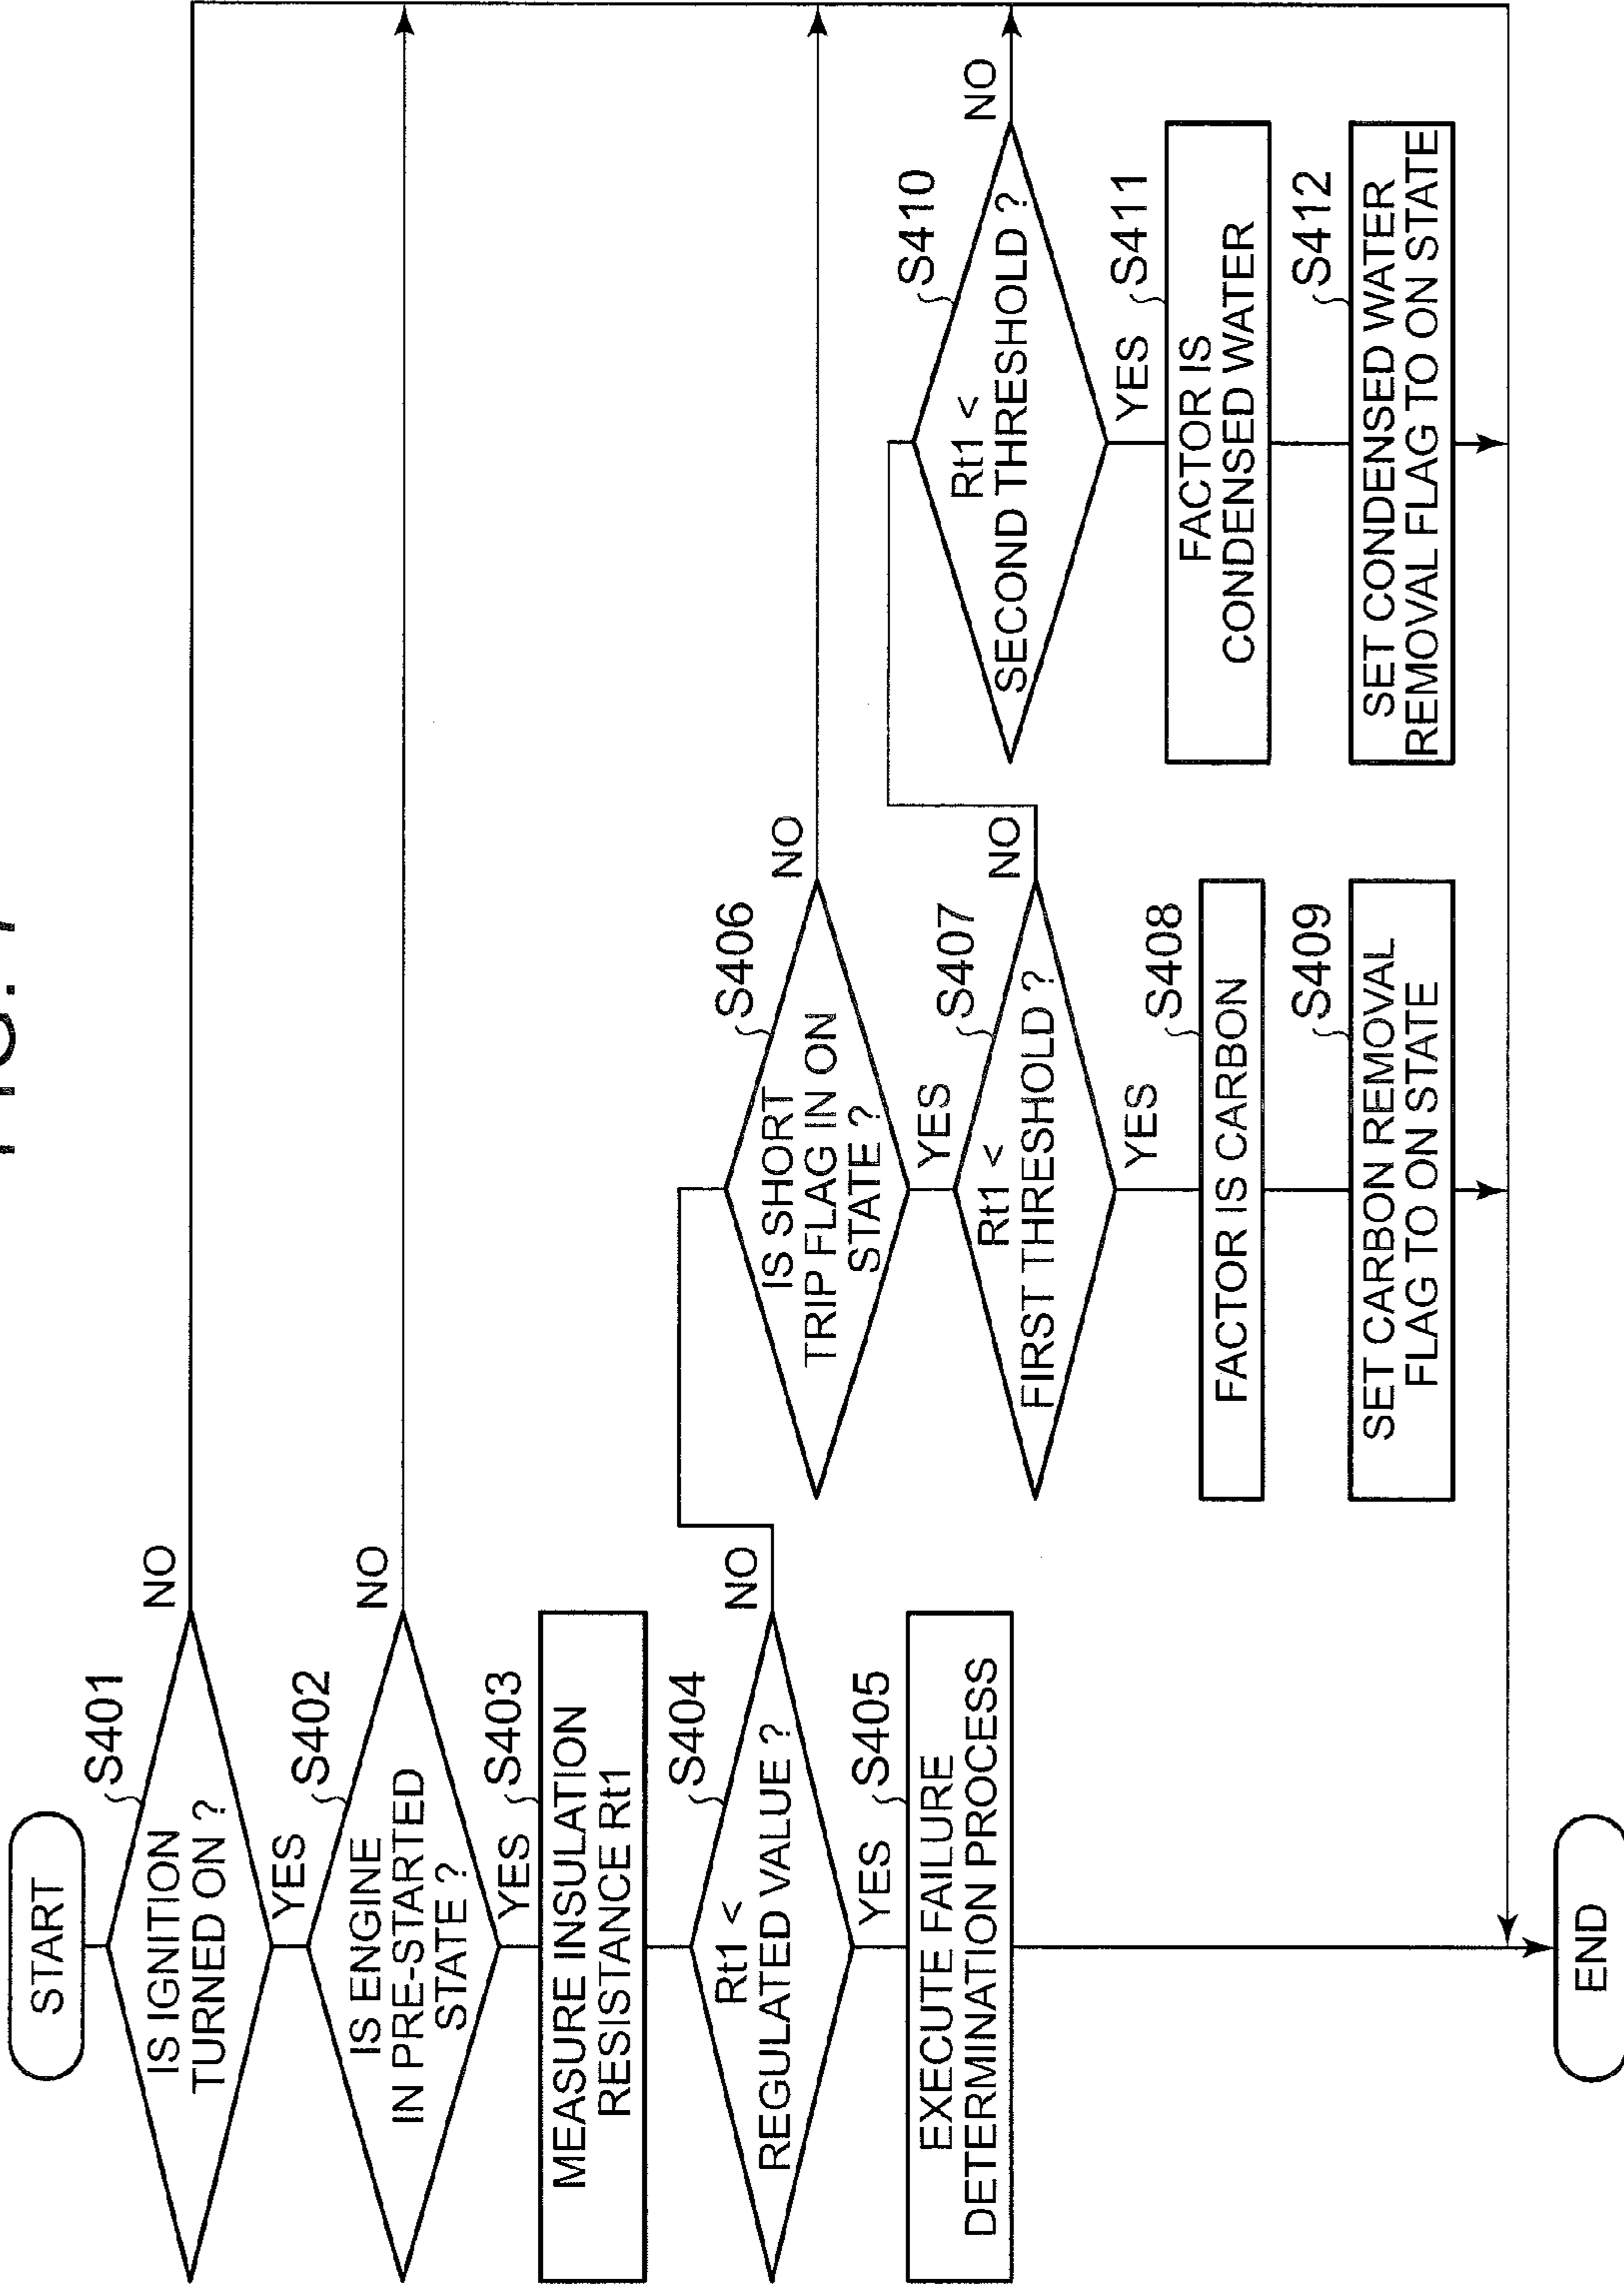 FIG. 7
START
S401
IS IGNITION
TURNED ON ?
NO
YES
S402
IS ENGINE
IN PRE-STARTED
STATE ?
NO
YES
S403
MEASURE INSULATION
RESISTANCE Rt1
S404
Rt1 <
REGULATED VALUE ?
NO
YES
S405
EXECUTE FAILURE
DETERMINATION PROCESS
S406
IS SHORT
TRIP FLAG IN ON
STATE ?
NO
YES
S407
Rt1 <
FIRST THRESHOLD ?
NO
YES
S408
FACTOR IS CARBON
S409
SET CARBON REMOVAL
FLAG TO ON STATE
S410
Rt1 <
SECOND THRESHOLD ?
NO
YES
S411
FACTOR IS
CONDENSED WATER
S412
SET CONDENSED WATER
REMOVAL FLAG TO ON STATE
END